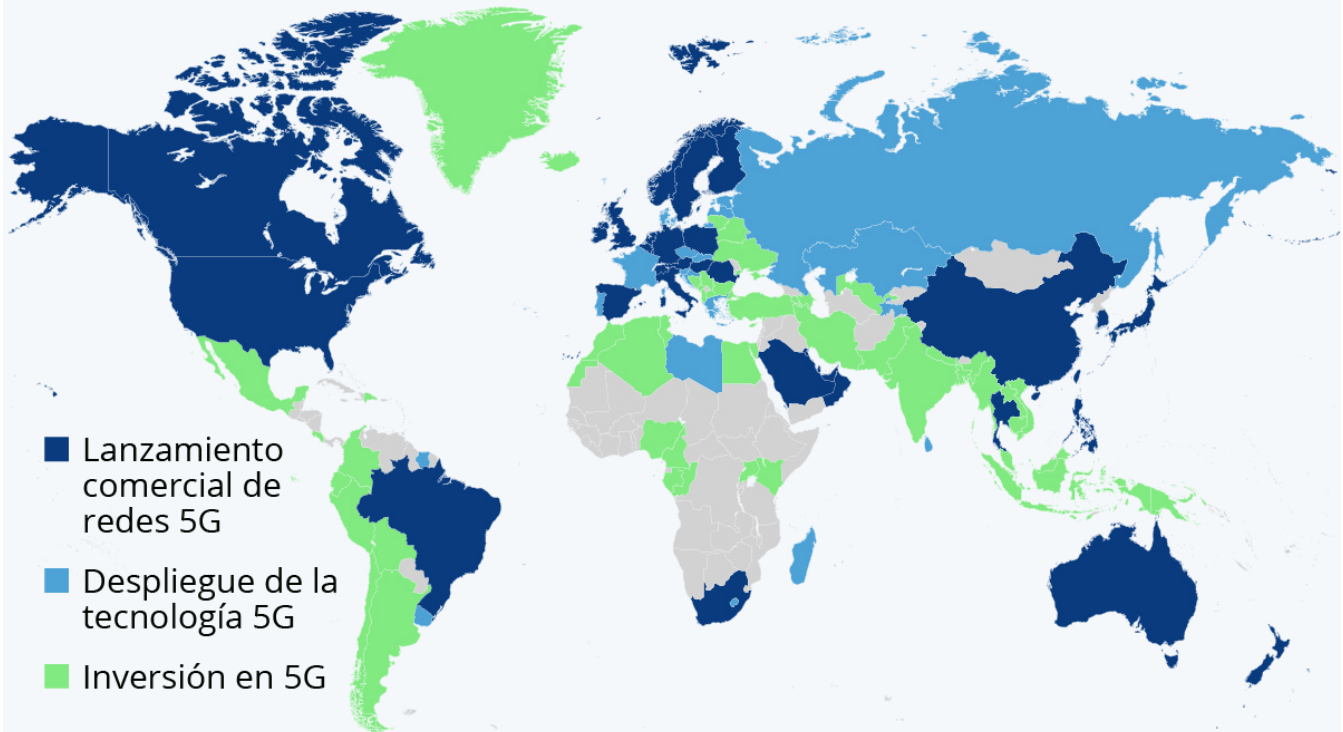 Lanzamiento
comercial de
redes 5G
Despliegue de la
tecnología 5G
Inversión en 5G